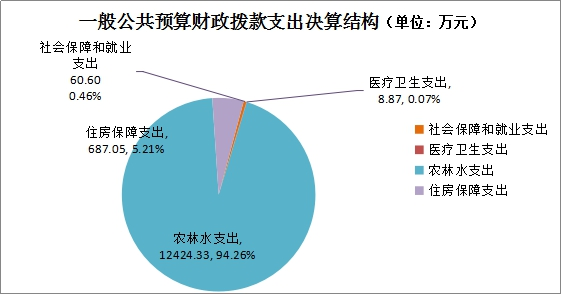 一般公共预算财政拨款支出决算结构（单位：万元）
社会保障和就业
支出
60.60
0.46%
医疗卫生支出,
8.87, 0.07%
住房保障支出,
687.05, 5.21%
农林水支出,
12424.33, 94.26%
社会保障和就业支出
医疗卫生支出
农林水支出
住房保障支出